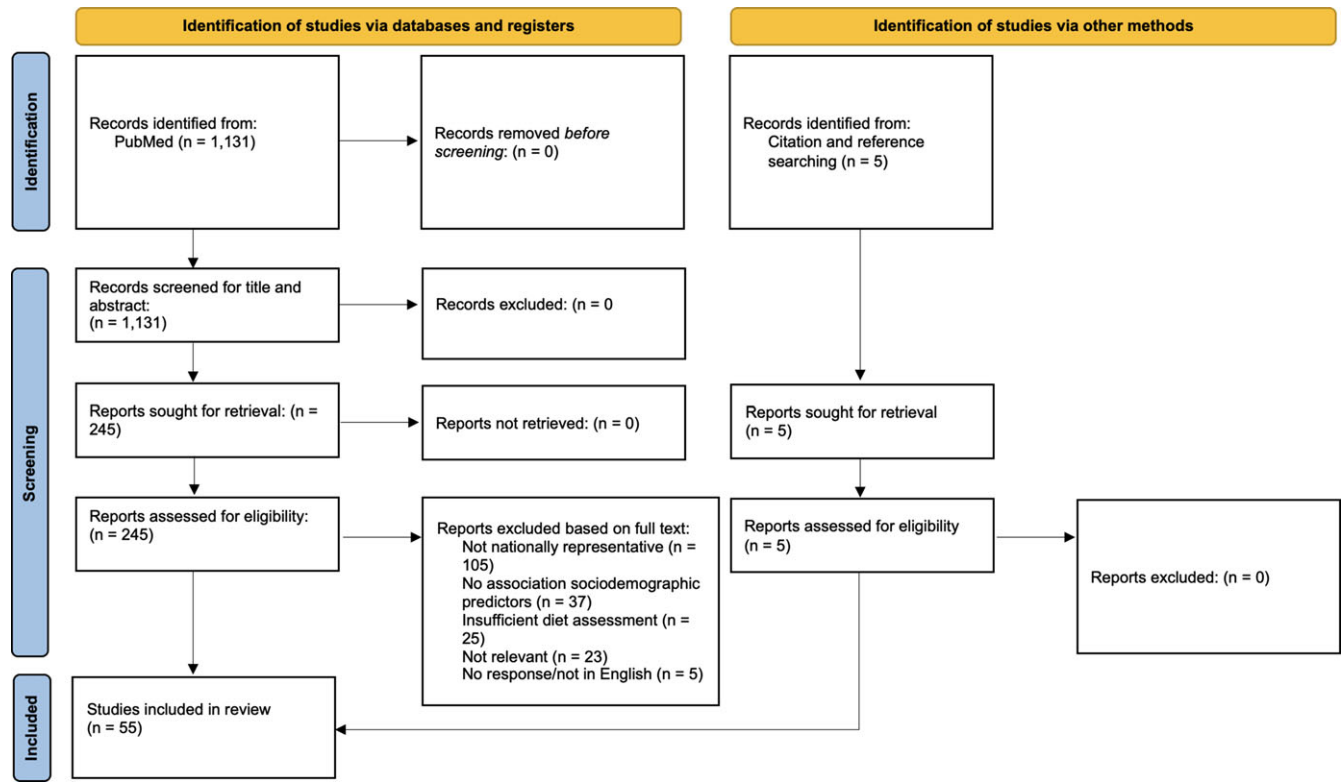 Identification of studies via databases and registers
Identification of studies via other methods
Identification
Records identified from:
PubMed (n = 1,131)
Records removed before
screening: (n = 0)
Records identified from:
Citation and reference
searching (n = 5)
Screening
Records screened for title and
abstract:
(n = 1,131)
Records excluded: (n = 0
Reports sought for retrieval: (n =
245)
Reports not retrieved: (n = 0)
Reports sought for retrieval
(n = 5)
Reports assessed for eligibility:
(n = 245)
Reports excluded based on full text:
Not nationally representative (n =
105)
No association sociodemographic
predictors (n = 37)
Insufficient diet assessment (n =
25)
Not relevant (n = 23)
No response/not in English (n = 5)
Reports assessed for eligibility
(n = 5)
Reports excluded: (n = 0)
Included
Studies included in review
(n = 55)